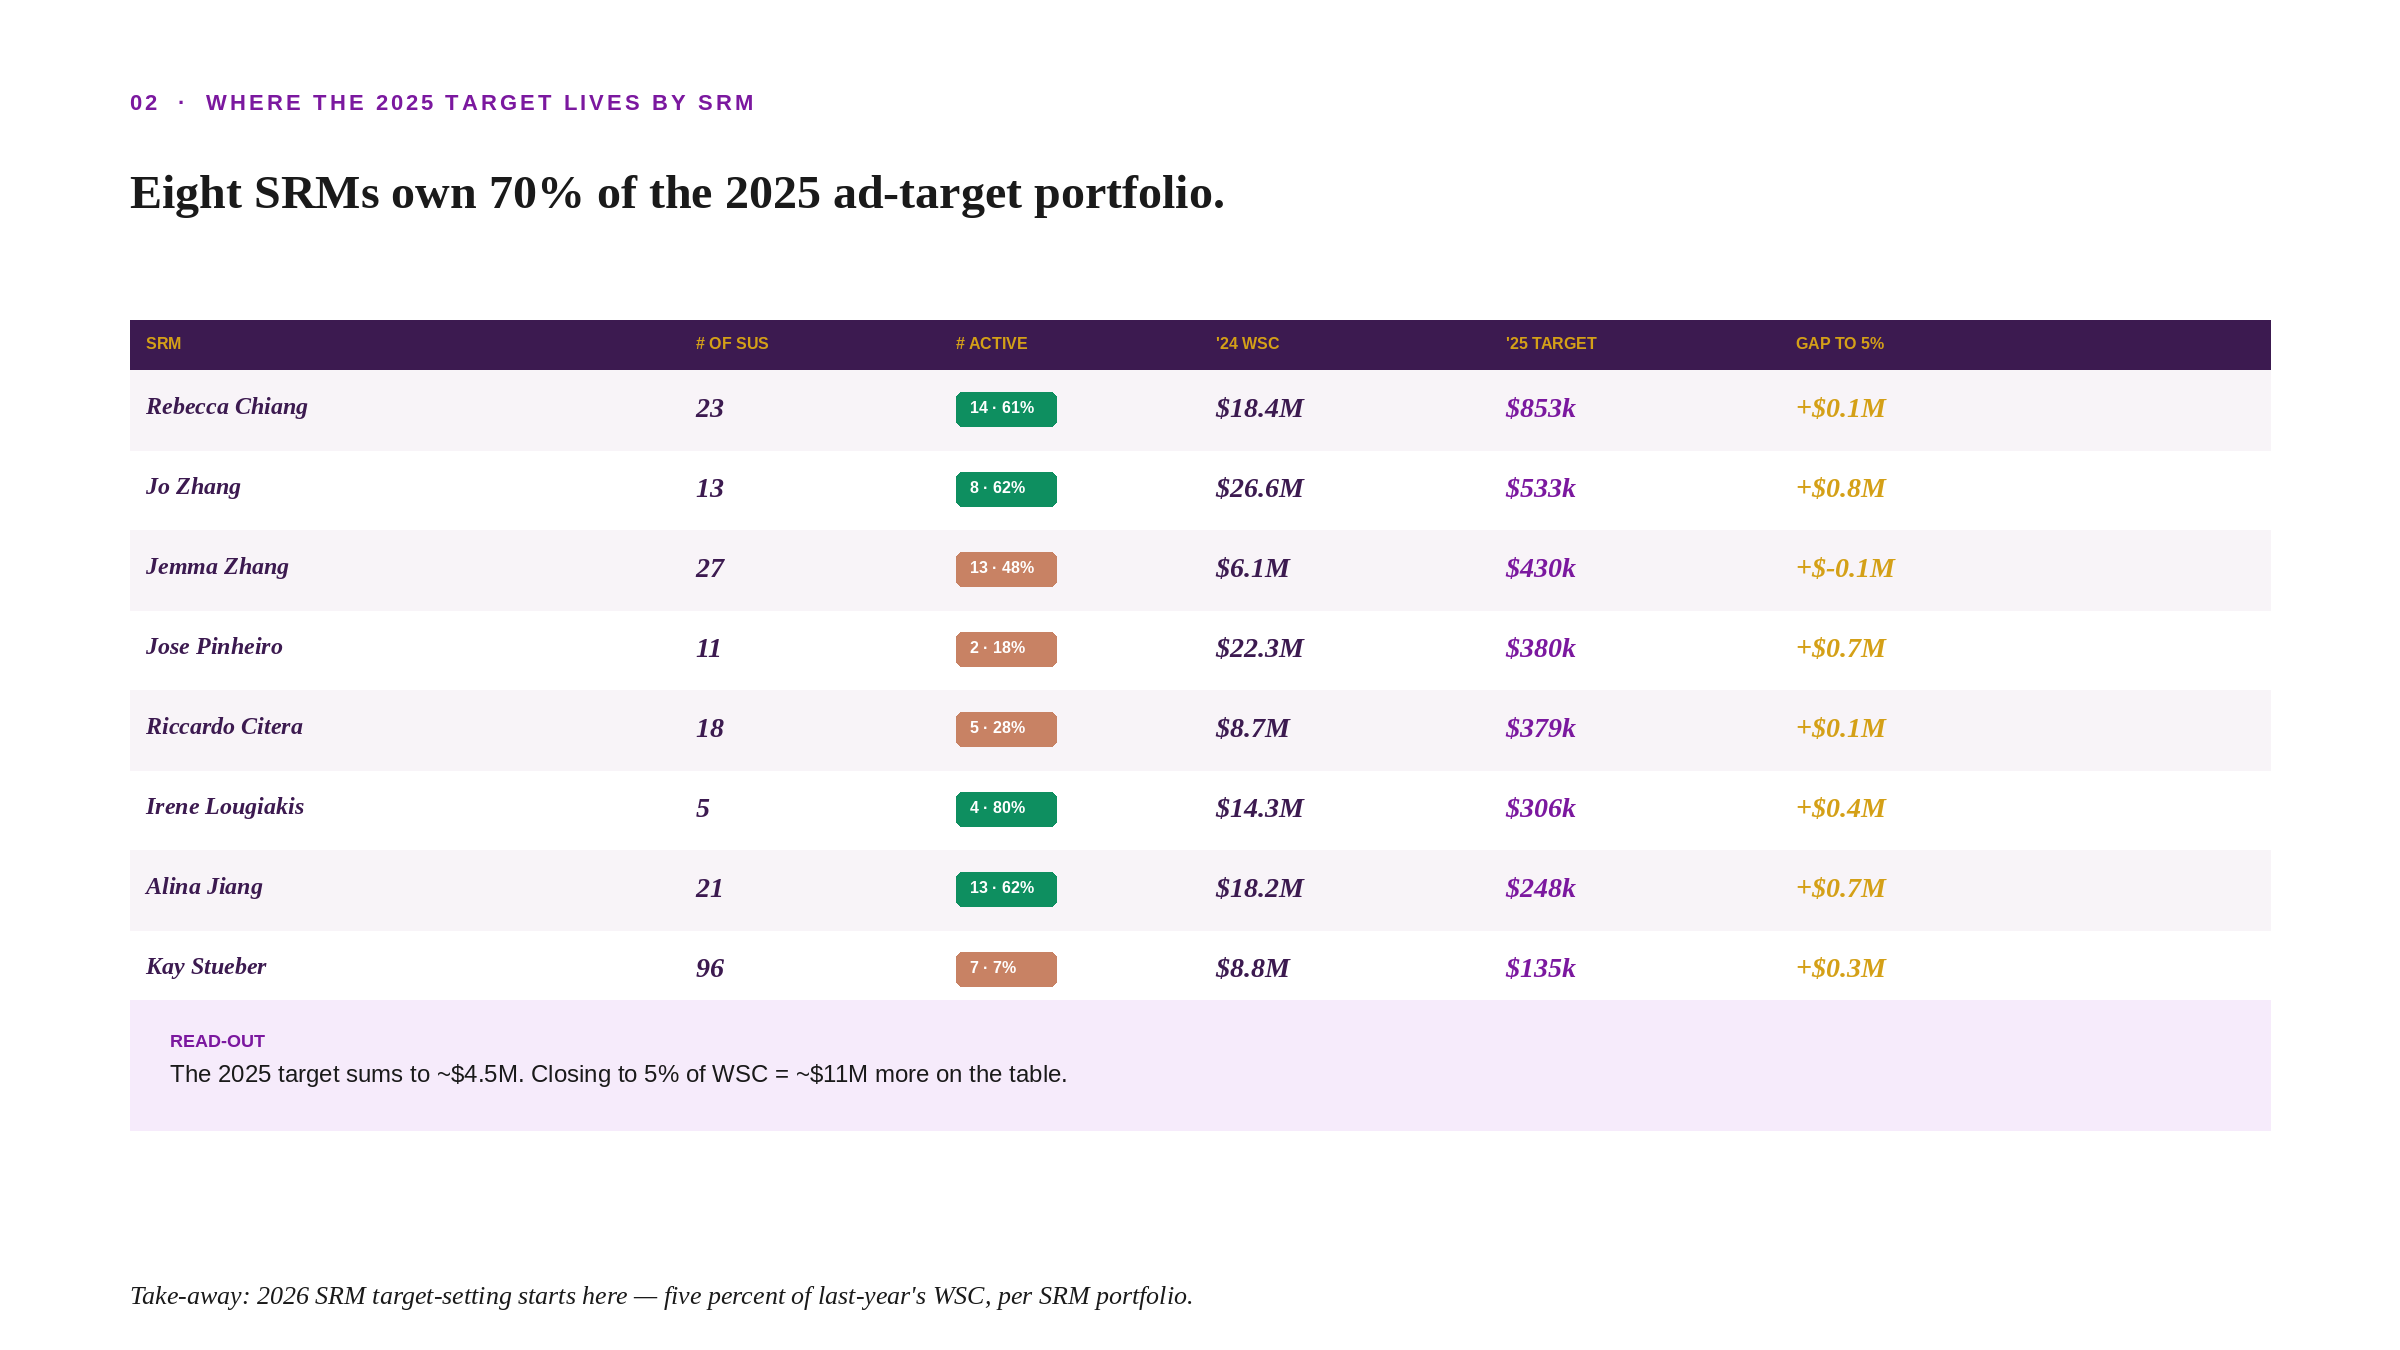 02 · WHERE THE 2025 TARGET LIVES BY SRM
Eight SRMs own 70% of the 2025 ad-target portfolio.
SRM # OF SUS # ACTIVE '24 WSC '25 TARGET GAP TO 5%
Rebecca Chiang 23 14 · 61% $18.4M $853k +$0.1M
Jo Zhang 13 8 · 62% $26.6M $533k +$0.8M
Jemma Zhang 27 13 · 48% $6.1M $430k +$-0.1M
Jose Pinheiro 11 2 · 18% $22.3M $380k +$0.7M
Riccardo Citera 18 5 · 28% $8.7M $379k +$0.1M
Irene Lougiakis 5 4 · 80% $14.3M $306k +$0.4M
Alina Jiang 21 13 · 62% $18.2M $248k +$0.7M
Kay Stueber 96 7 · 7% $8.8M $135k +$0.3M
READ-OUT
The 2025 target sums to ~$4.5M. Closing to 5% of WSC = ~$11M more on the table.
Take-away: 2026 SRM target-setting starts here — five percent of last-year's WSC, per SRM portfolio.